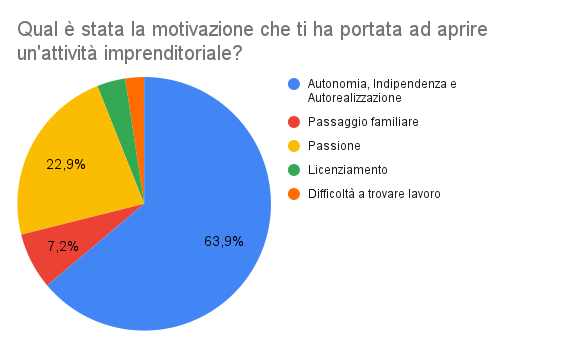 Qual è stata la motivazione che ti ha portata ad aprire
un'attività imprenditoriale?
Autonomia, Indipendenza e
Autorealizzazione
Passaggio familiare
Passione
Licenziamento
Difficoltà a trovare lavoro
22,9%
7,2%
63,9%